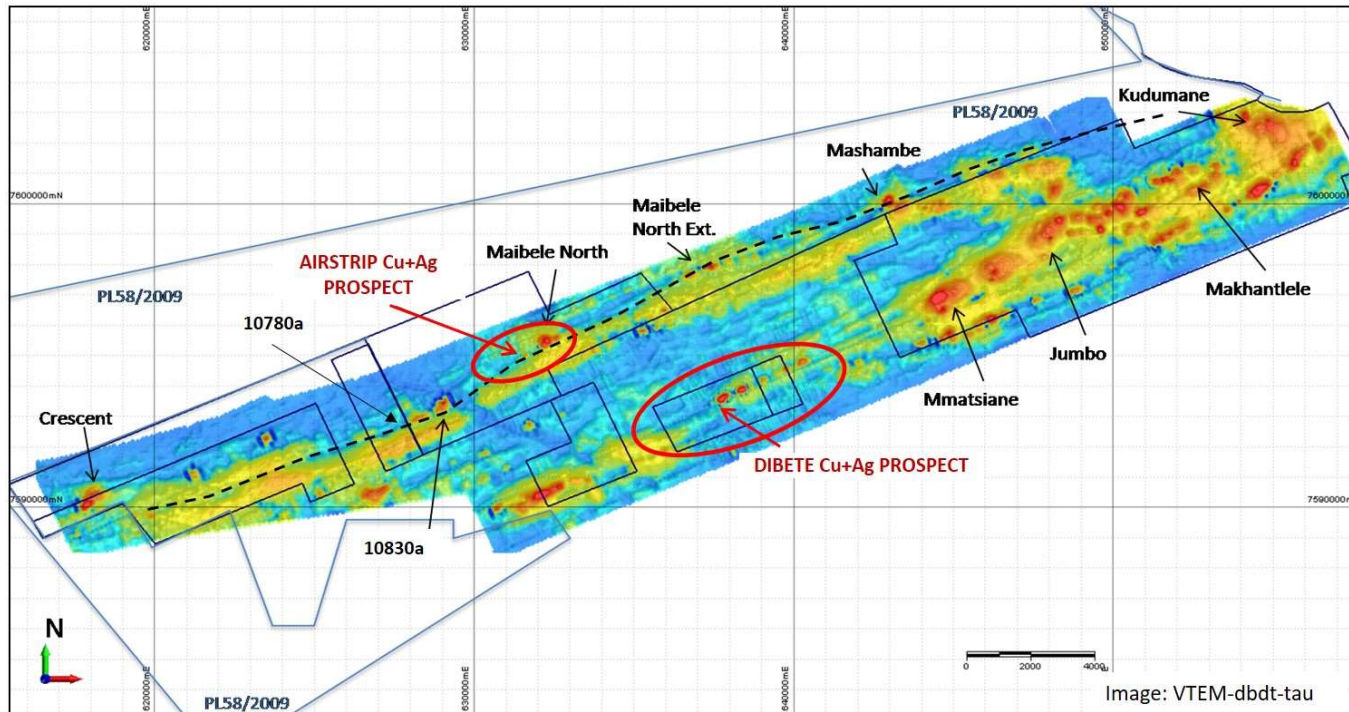 620000mE
630000mE
640000mE
650000mE
Kudumane
PL58/2009
Mashambe
7600000mN
7600000mN
Maibele
North Ext.
Maibele North
AIRSTRIP Cu+Ag
PROSPECT
PL58/2009
Makhantlele
10780a
Jumbo
Mmatsiane
Crescent
DIBETE Cu+Ag PROSPECT
7590000mN
7590000mN
10830a
N
0 2000 4000
PL58/2009
Image: VTEM-dbdt-tau